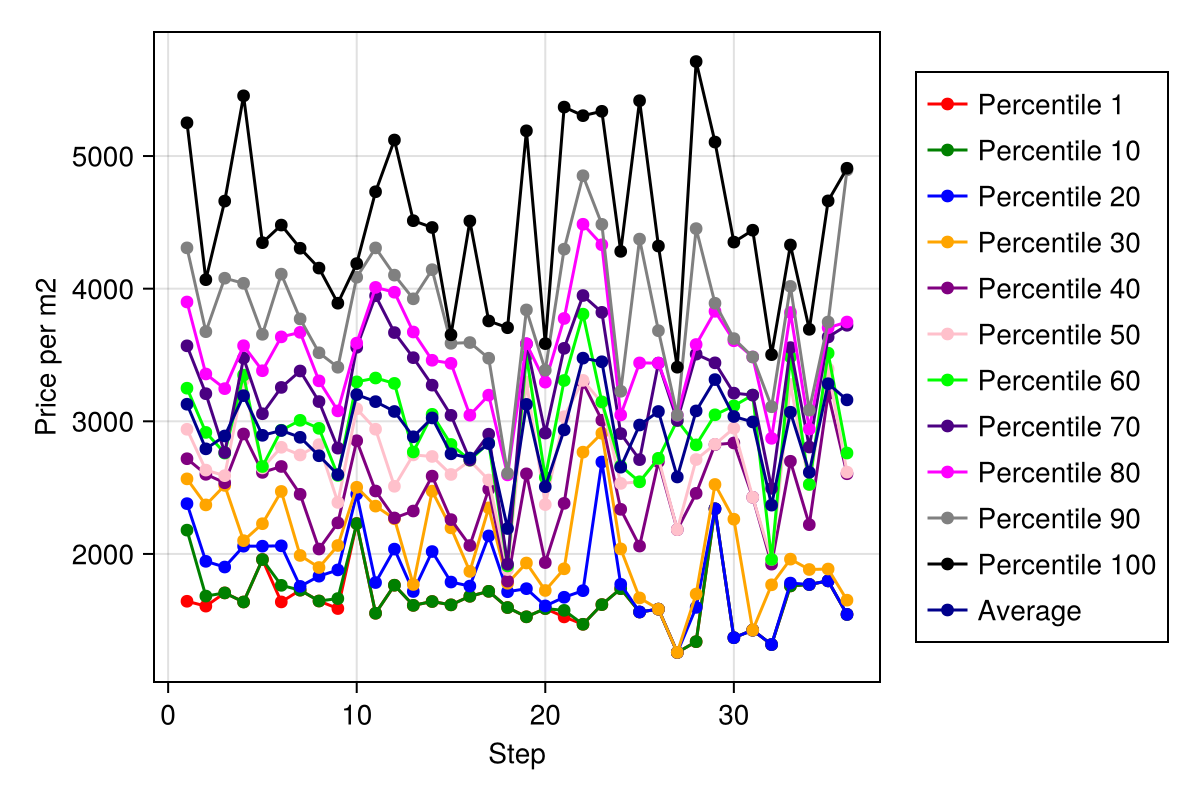 5000
4000
3000
2000
Price per m2
0
10
20
30
Step
Percentile 1
Percentile 10
Percentile 20
Percentile 30
Percentile 40
Percentile 50
Percentile 60
Percentile 70
Percentile 80
Percentile 90
Percentile 100
Average